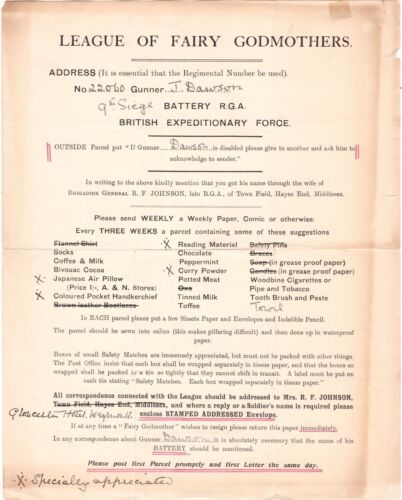 LEAGUE OF FAIRY GODMOTHERS.
ADDRESS (It is essential that the Regimental Number be used).
No. 22060 Gunner.. J. Dawson
9th Siege BATTERY R.G.A.
BRITISH EXPEDITIONARY FORCE.
OUTSIDE Parcel put "If Gunner.....Dawson.....is disabled please give to another and ask him to
acknowledge to sender."
In writing to the above kindly mention that you got his name through the wife of
BRIGADIER GENERAL R. F JOHNSON, late R.G.A., of Town Field, Hayes End, Middlesex.
Please send WEEKLY a Weekly Paper, Comic or otherwise.
Every THREE WEEKS a parcel containing some of these suggestions
Flannel Shirt
Socks
Coffee & Milk
Bivouac Cocoa
X Japanese Air Pillow
(Price 1/-, A. & N. Stores)
X Coloured Pocket Handkerchief
Brown leather Bootlaces
X Reading Material
Chocolate
Peppermint
X Curry Powder
Potted Meat
Oxo
Tinned Milk
Toffee
Safety Pins
Braces
Soap (in grease proof paper)
Candles (in grease proof paper)
Woodbine Cigarettes or
Pipe and Tobacco
Tooth Brush and Paste
Towel
In EACH parcel put a few Sheets Paper and Envelopes and Indelible Pencil.
The parcel should be sewn into calico (this makes pilfering difficult) and then done up in waterproof
paper.
Boxes of small Safety Matches are immensely appreciated, but must not be packed with other things.
The Post Office insist that each box shall be wrapped separately in tissue paper, and that the boxes so
wrapped shall be packed in a tin so tightly that they cannot shift in transit. A label must be put on
each tin stating "Safety Matches. Each box wrapped separately in tissue paper."
All correspondence connected with the League should be addressed to Mrs. R. F. JOHNSON,
Town Field, Hayes End, Middlesex, and where a reply or a Soldier's name is required please
Gloucester Hotel, Weymouth. enclose STAMPED ADDRESSED Envelope.
If at any time a "Fairy Godmother" wishes to resign please return this paper immediately.
In any correspondence about Gunner Dawson it is absolutely necessary that the name of his
BATTERY should be mentioned.
Please post first Parcel promptly and first Letter the same day.
X Specially appreciated